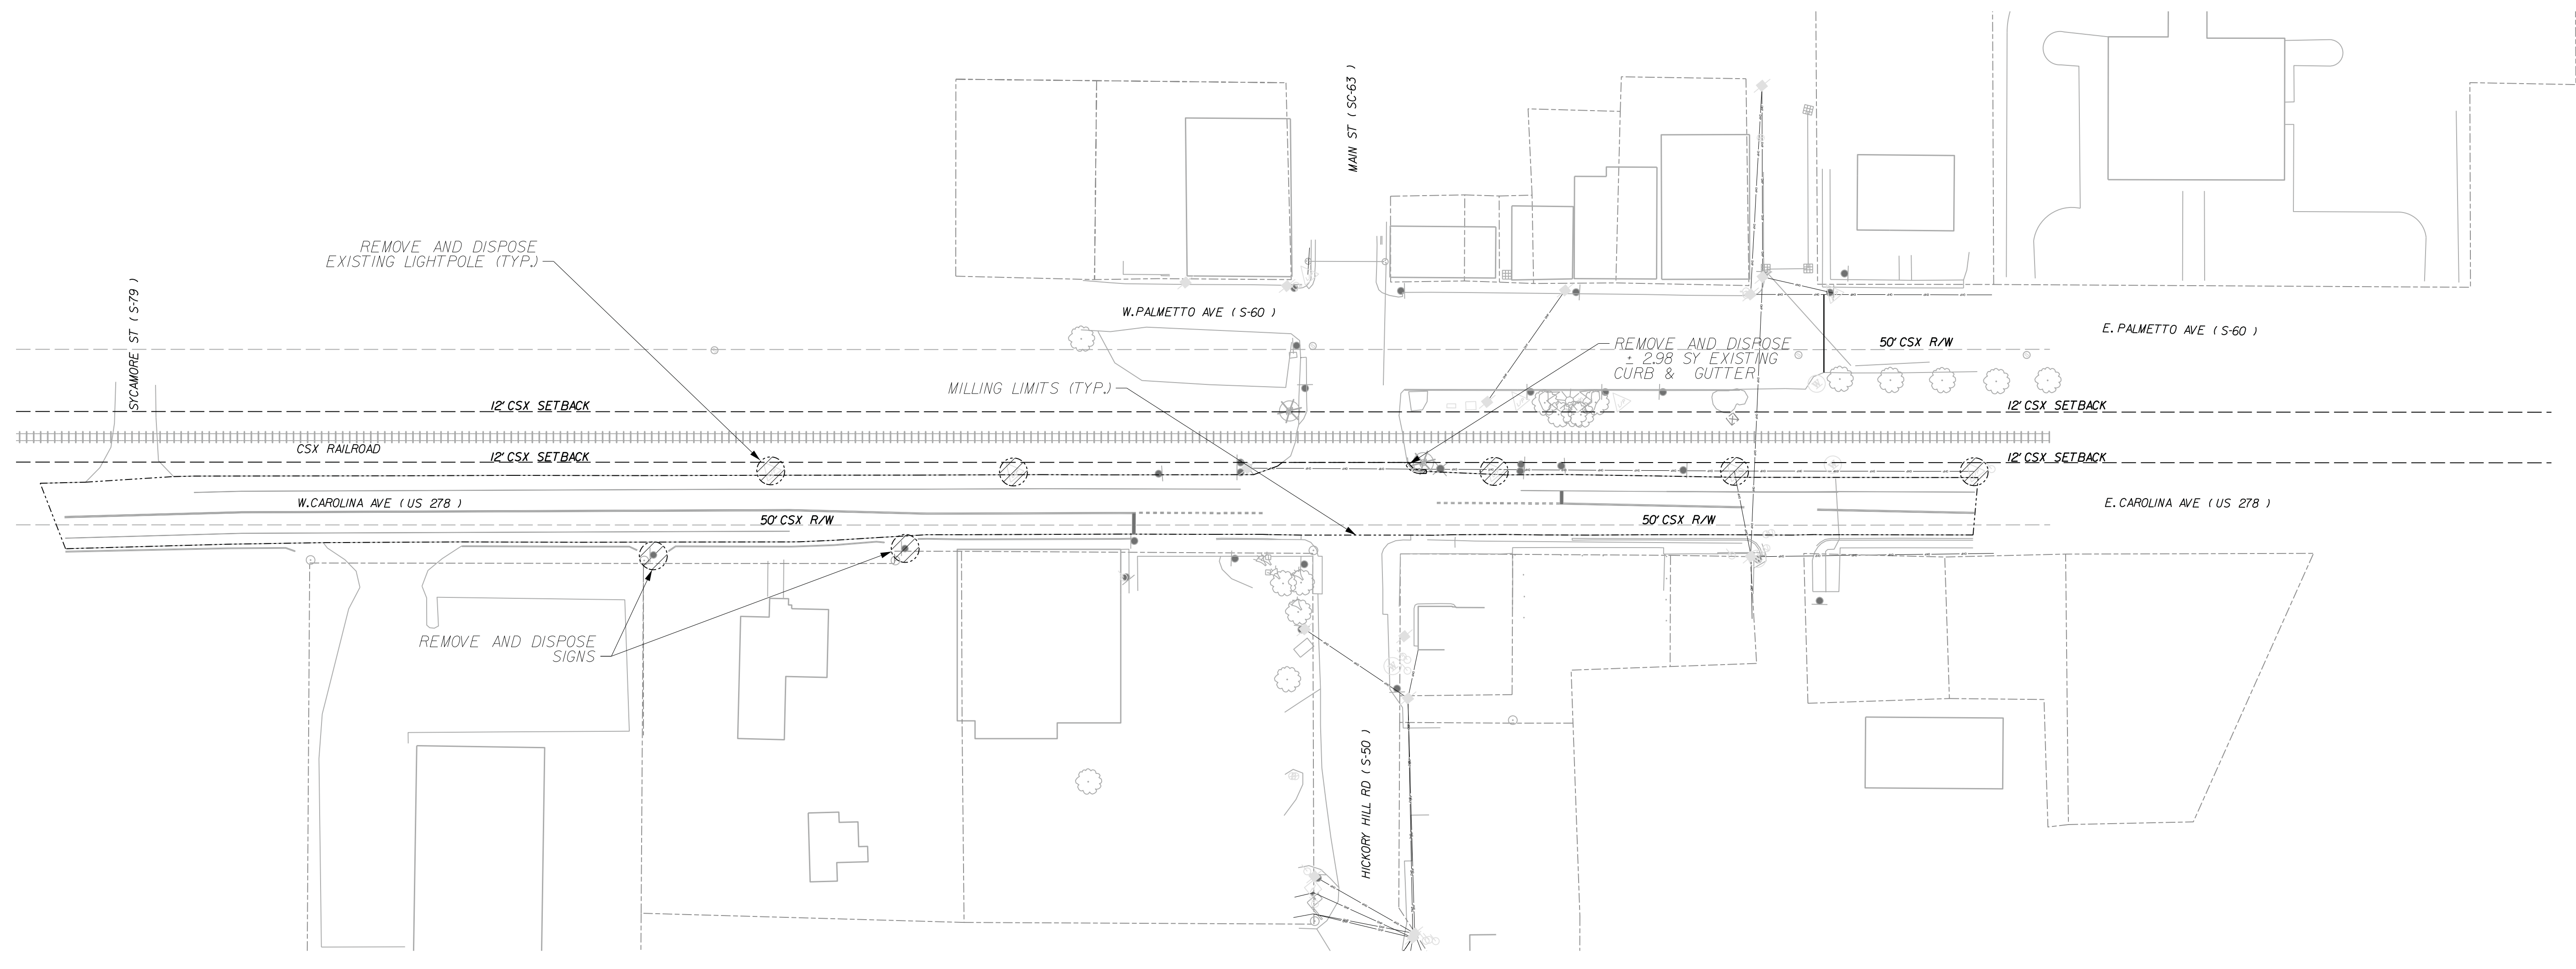 MAIN ST ( SC-63 )
REMOVE AND DISPOSE
EXISTING LIGHTPOLE (TYP.)
SYCAMORE ST ( S-79 )
W.PALMETTO AVE ( S-60 )
E. PALMETTO AVE ( S-60 )
REMOVE AND DISPOSE
± 2.98 SY EXISTING
CURB & GUTTER
50' CSX R/W
MILLING LIMITS (TYP.)
12' CSX SETBACK
12' CSX SETBACK
CSX RAILROAD
12' CSX SETBACK
12' CSX SETBACK
W.CAROLINA AVE ( US 278 )
E. CAROLINA AVE ( US 278 )
50' CSX R/W
50' CSX R/W
REMOVE AND DISPOSE
SIGNS
HICKORY HILL RD ( S-50 )